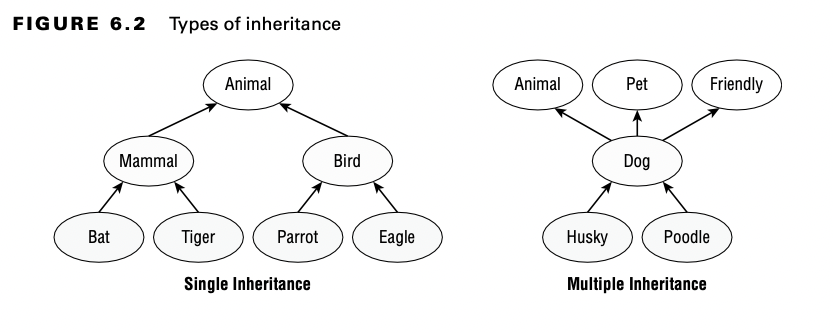 FIGURE 6.2 Types of inheritance
Animal
Mammal Bird
Bat Tiger Parrot Eagle
Single Inheritance
Animal Pet Friendly
Dog
Husky Poodle
Multiple Inheritance